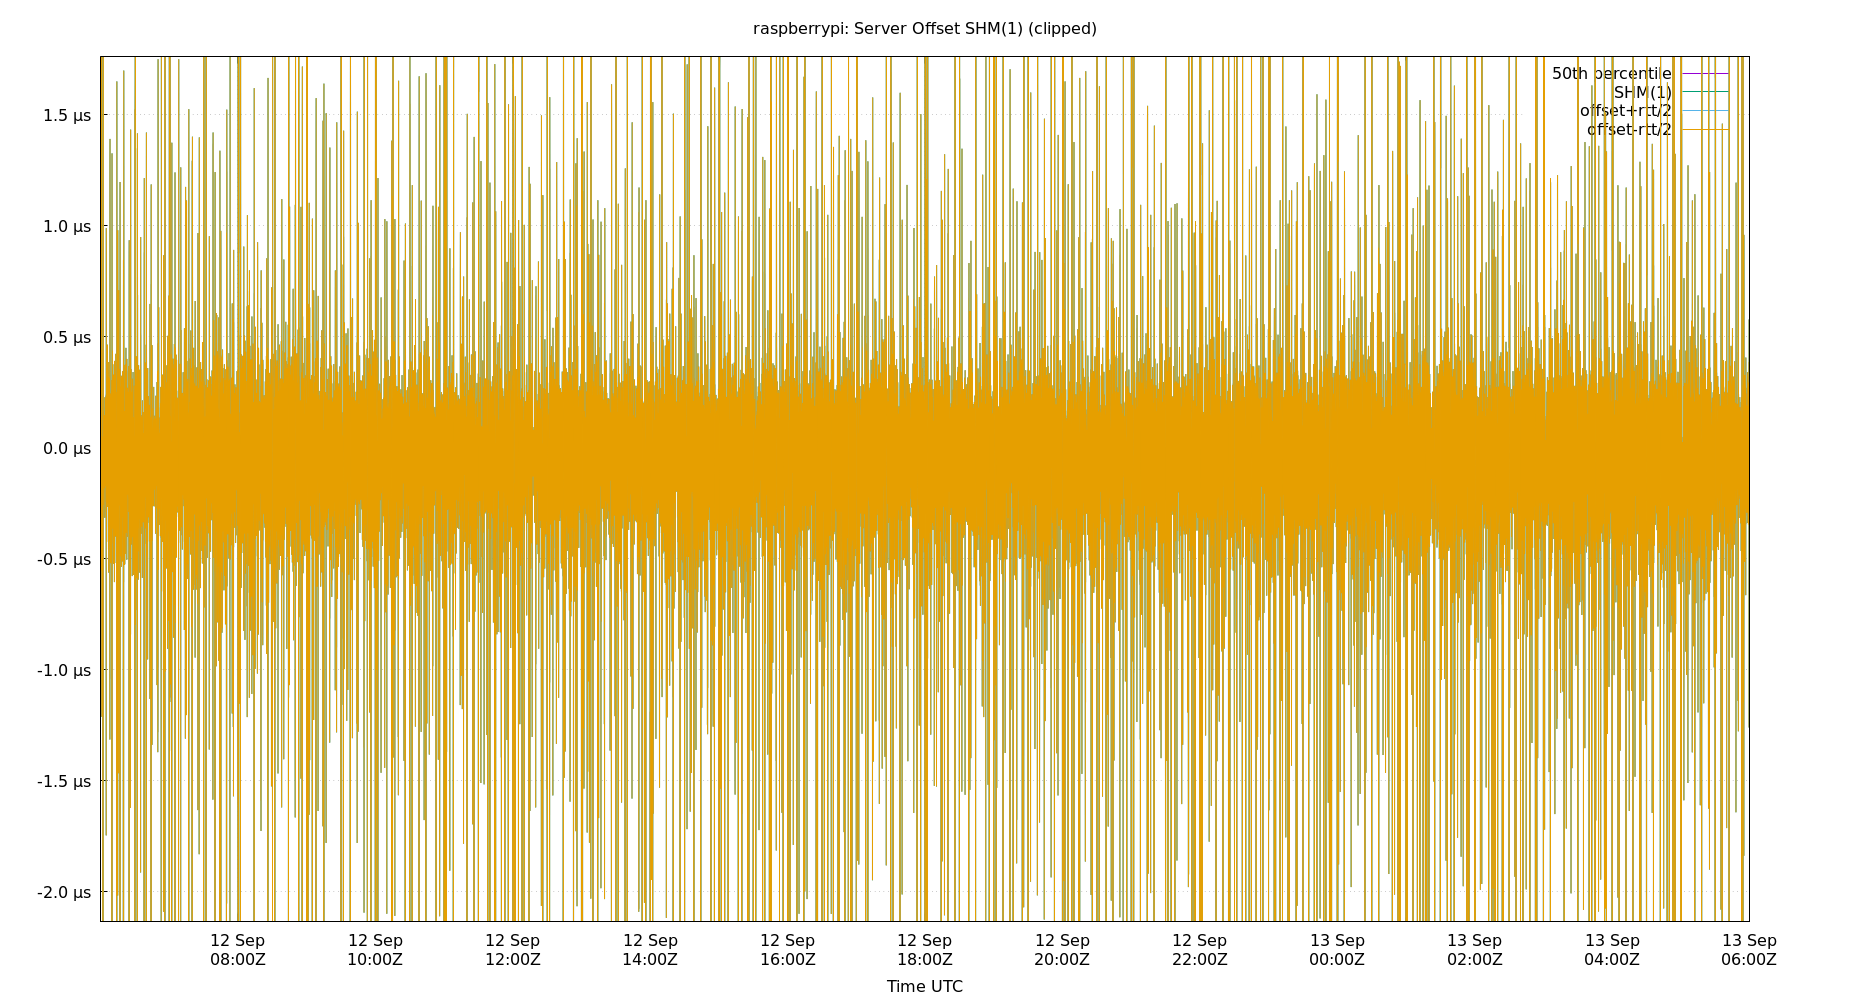 raspberrypi: Server Offset SHM(1) (clipped)
50th percentile
SHM(1)
offset+rtt/2
offset-rtt/2
1.5 µs
1.0 µs
0.5 µs
0.0 µs
-0.5 µs
-1.0 µs
-1.5 µs
-2.0 µs
12 Sep 12 Sep 12 Sep 12 Sep 12 Sep 12 Sep 12 Sep 12 Sep 13 Sep 13 Sep 13 Sep 13 Sep
08:00Z 10:00Z 12:00Z 14:00Z 16:00Z 18:00Z 20:00Z 22:00Z 00:00Z 02:00Z 04:00Z 06:00Z
Time UTC